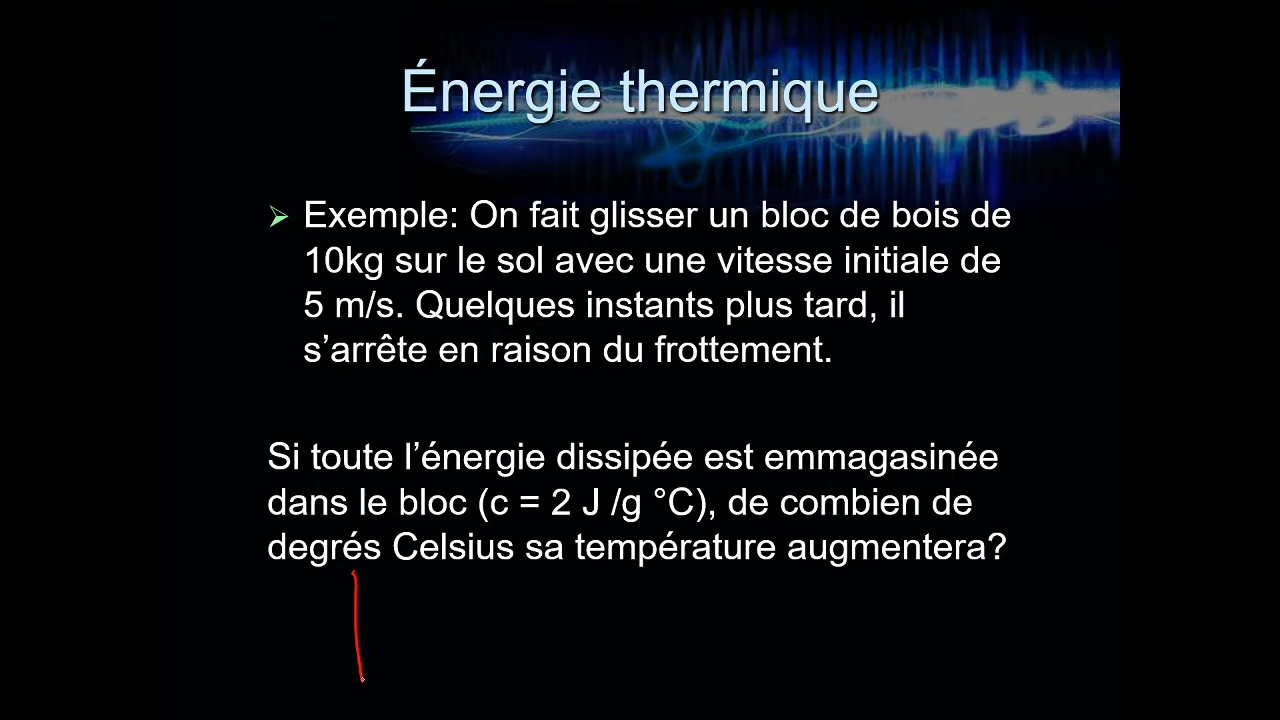 Énergie thermique
Exemple: On fait glisser un bloc de bois de
10kg sur le sol avec une vitesse initiale de
5 m/s. Quelques instants plus tard, il
s’arrête en raison du frottement.
Si toute l’énergie dissipée est emmagasinée
dans le bloc (c = 2 J /g °C), de combien de
degrés Celsius sa température augmentera?